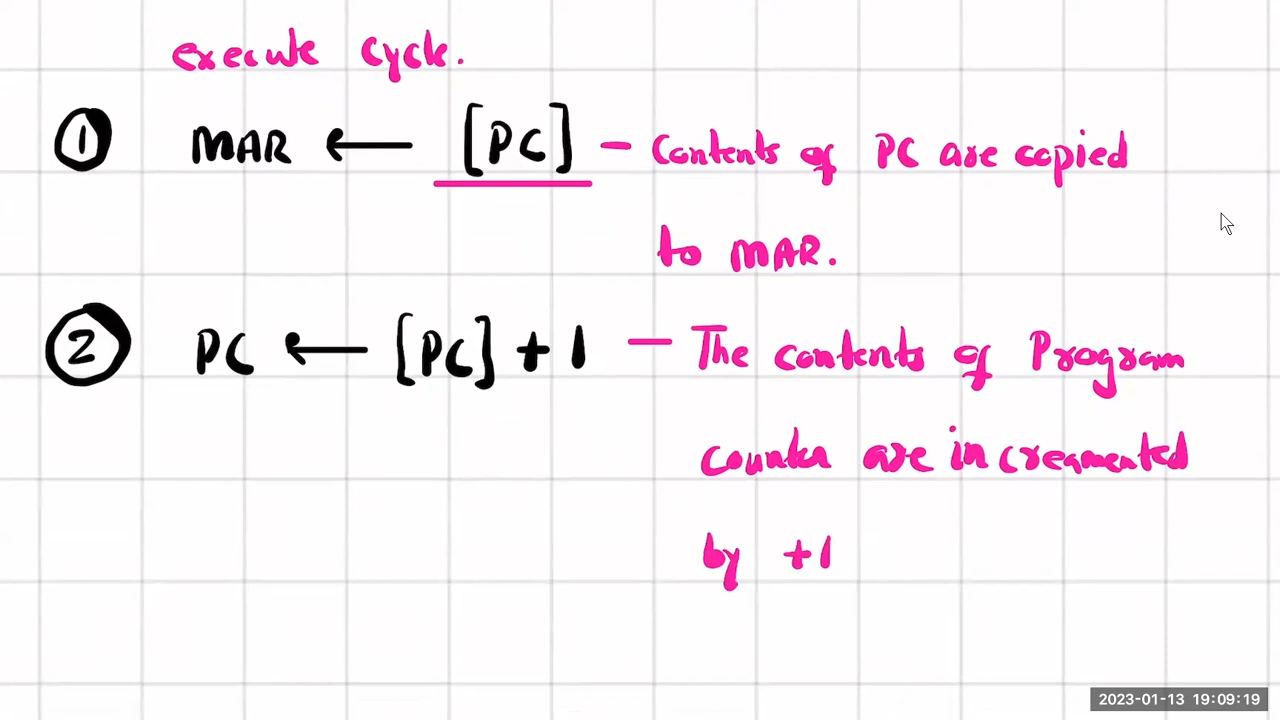 execute cycle.
① MAR ← [PC] – Contents of PC are copied
to MAR.
② PC ← [PC] + 1 – The contents of Program
counter are increamented
by +1
2023-01-13 19:09:19